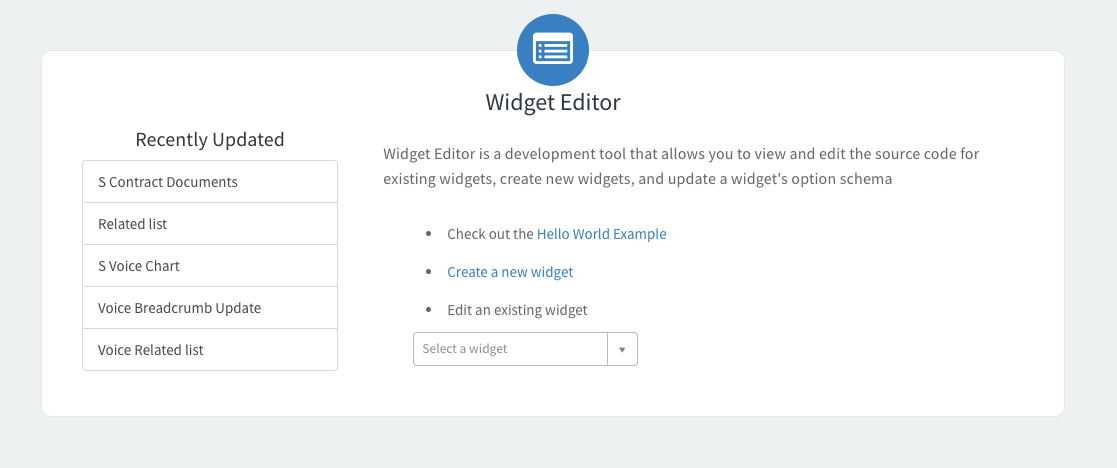 Widget Editor
Recently Updated
S Contract Documents
Related list
S Voice Chart
Voice Breadcrumb Update
Voice Related list
Widget Editor is a development tool that allows you to view and edit the source code for
existing widgets, create new widgets, and update a widget's option schema
• Check out the Hello World Example
• Create a new widget
• Edit an existing widget
Select a widget